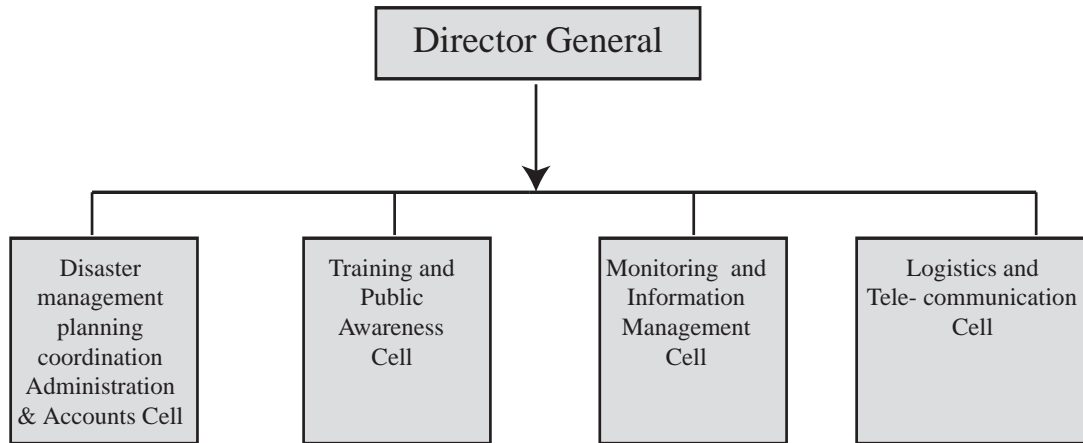 Director General
Disaster
management
planning
coordination
Administration
& Accounts Cell
Training and
Public
Awareness
Cell
Monitoring and
Information
Management
Cell
Logistics and
Tele- communication
Cell